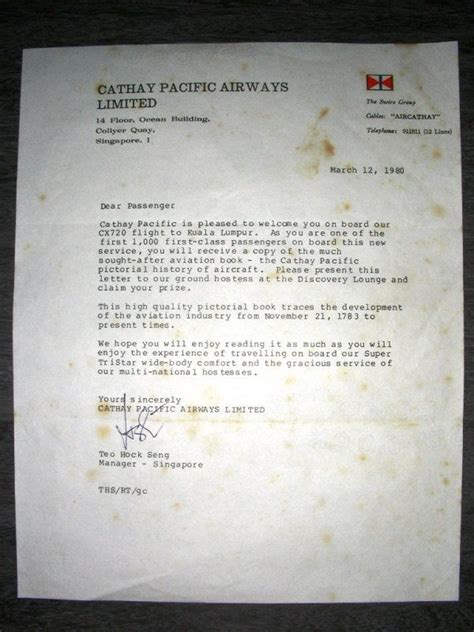 CATHAY PACIFIC AIRWAYS
LIMITED
14 Floor, Ocean Building,
Collyer Quay,
Singapore, 1
The Swire Group
Cables: "AIRCATHAY"
Telephone: 911811 (12 Lines)
March 12, 1980
Dear Passenger
Cathay Pacific is pleased to welcome you on board our
CX720 flight to Kuala Lumpur. As you are one of the
first 1,000 first-class passengers on board this new
service, you will receive a copy of the much
sought-after aviation book - the Cathay Pacific
pictorial history of aircraft. Please present this
letter to our ground hostess at the Discovery Lounge and
claim your prize.
This high quality pictorial book traces the development
of the aviation industry from November 21, 1783 to
present times.
We hope you will enjoy reading it as much as you will
enjoy the experience of travelling on board our Super
TriStar wide-body comfort and the gracious service of
our multi-national hostesses.
Yours sincerely
CATHAY PACIFIC AIRWAYS LIMITED
Teo Hock Seng
Manager - Singapore
THS/RT/gc